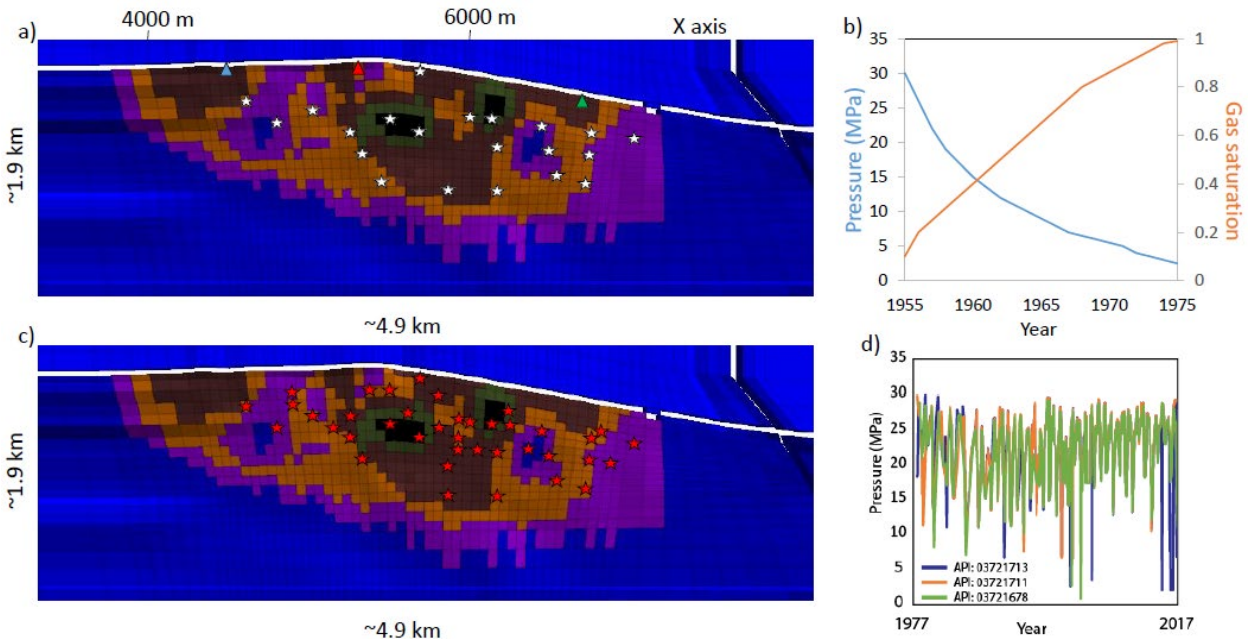 4000 m
6000 m
X axis
a)
~1.9 km
~4.9 km
b)
35
30
25
20
15
10
5
0
Pressure (MPa)
1
0.8
0.6
0.4
0.2
0
Gas saturation
1955 1960 1965 1970 1975
Year
c)
~1.9 km
~4.9 km
d)
35
30
25
20
15
10
5
0
Pressure (MPa)
API: 03721713
API: 03721711
API: 03721678
1977 Year 2017